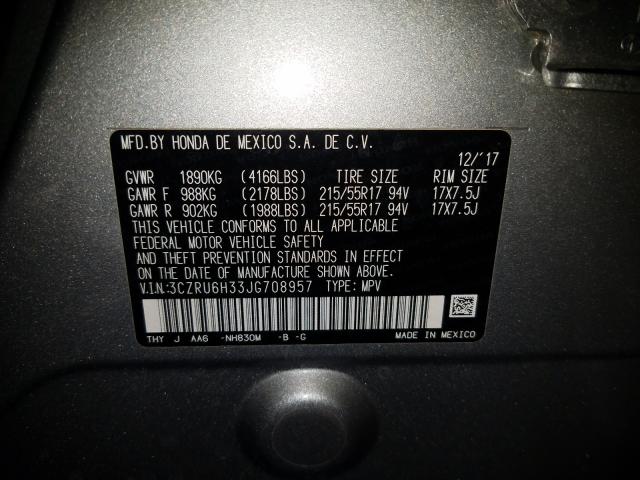 MFD.BY HONDA DE MEXICO S.A. DE C.V.
12/'17
GVWR 1890KG (4166LBS) TIRE SIZE RIM SIZE
GAWR F 988KG (2178LBS) 215/55R17 94V 17X7.5J
GAWR R 902KG (1988LBS) 215/55R17 94V 17X7.5J
THIS VEHICLE CONFORMS TO ALL APPLICABLE
FEDERAL MOTOR VEHICLE SAFETY
AND THEFT PREVENTION STANDARDS IN EFFECT
ON THE DATE OF MANUFACTURE SHOWN ABOVE.
V.I.N:3CZRU6H33JG708957 TYPE: MPV
THY J AA6 -NH830M -B -G MADE IN MEXICO